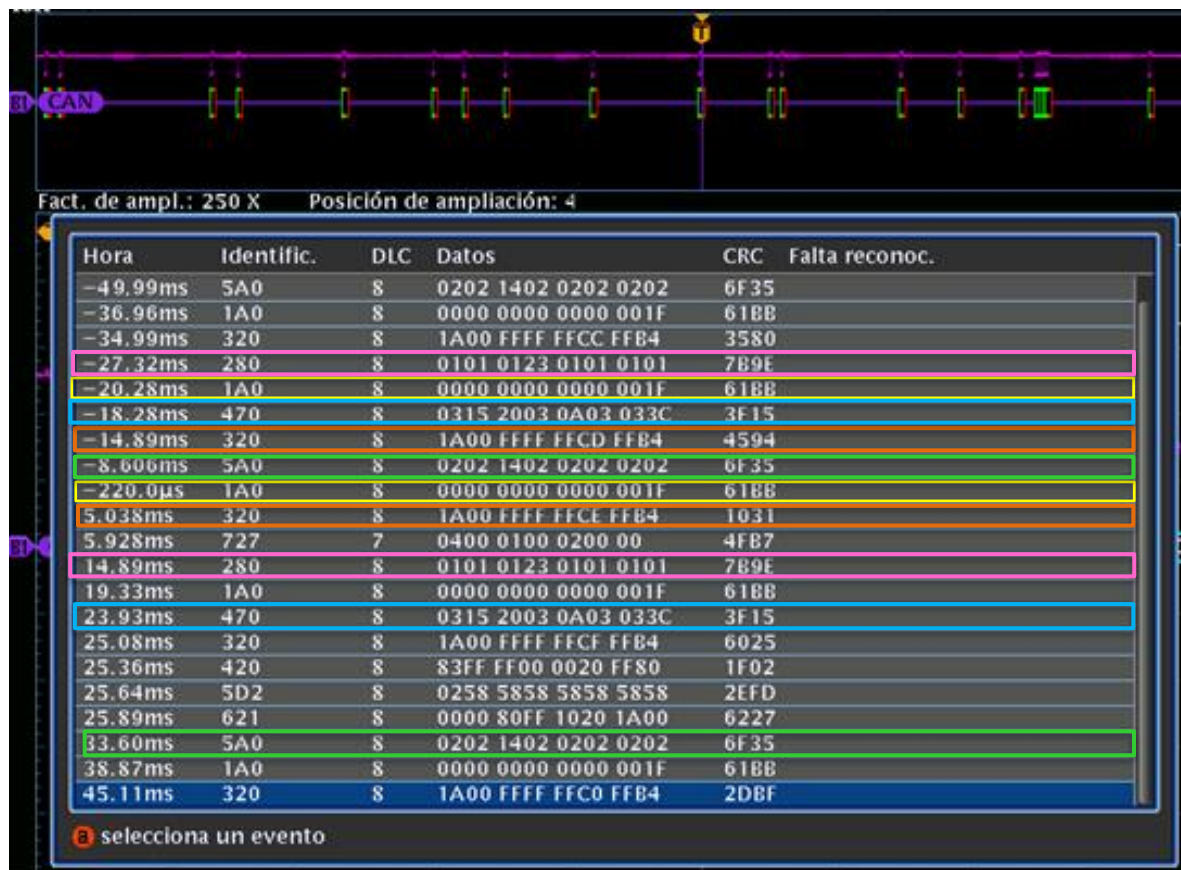 T
B1 CAN
Fact. de ampl.: 250 X Posición de ampliación: 4
Hora Identific. DLC Datos CRC Falta reconoc.
-49.99ms 5A0 8 0202 1402 0202 0202 6F35
-36.96ms 1A0 8 0000 0000 0000 001F 61BB
-34.99ms 320 8 1A00 FFFF FFCC FFB4 3580
-27.32ms 280 8 0101 0123 0101 0101 7B9E
-20.28ms 1A0 8 0000 0000 0000 001F 61BB
-18.28ms 470 8 0315 2003 0A03 033C 3F15
-14.89ms 320 8 1A00 FFFF FFCD FFB4 4594
-8.606ms 5A0 8 0202 1402 0202 0202 6F35
-220.0µs 1A0 8 0000 0000 0000 001F 61BB
5.038ms 320 8 1A00 FFFF FFCE FFB4 1031
B1
5.928ms 727 7 0400 0100 0200 00 4FB7
14.89ms 280 8 0101 0123 0101 0101 7B9E
19.33ms 1A0 8 0000 0000 0000 001F 61BB
23.93ms 470 8 0315 2003 0A03 033C 3F15
25.08ms 320 8 1A00 FFFF FFCF FFB4 6025
25.36ms 420 8 83FF FF00 0020 FF80 1F02
25.64ms 5D2 8 0258 5858 5858 5858 2EFD
25.89ms 621 8 0000 80FF 1020 1A00 6227
33.60ms 5A0 8 0202 1402 0202 0202 6F35
38.87ms 1A0 8 0000 0000 0000 001F 61BB
45.11ms 320 8 1A00 FFFF FFC0 FFB4 2DBF
a selecciona un evento